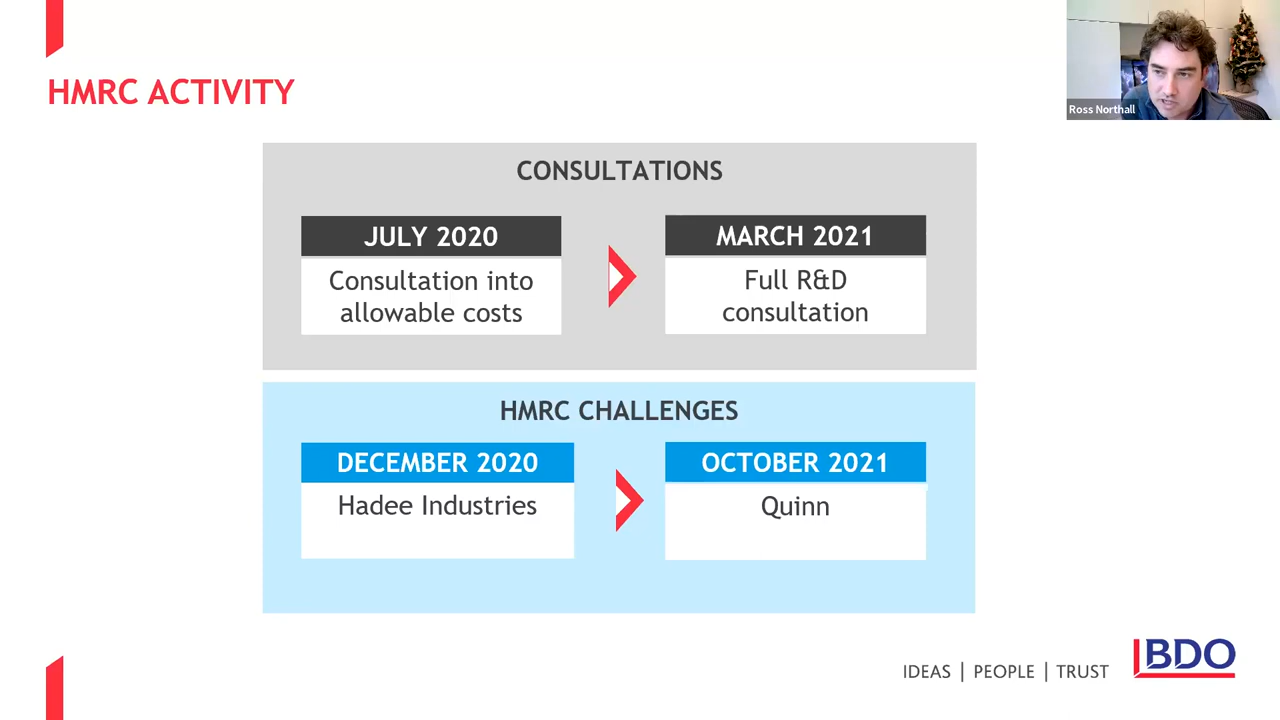 HMRC ACTIVITY
Ross Northall
CONSULTATIONS
JULY 2020
Consultation into
allowable costs
MARCH 2021
Full R&D
consultation
HMRC CHALLENGES
DECEMBER 2020
Hadee Industries
OCTOBER 2021
Quinn
IDEAS | PEOPLE | TRUST
BDO